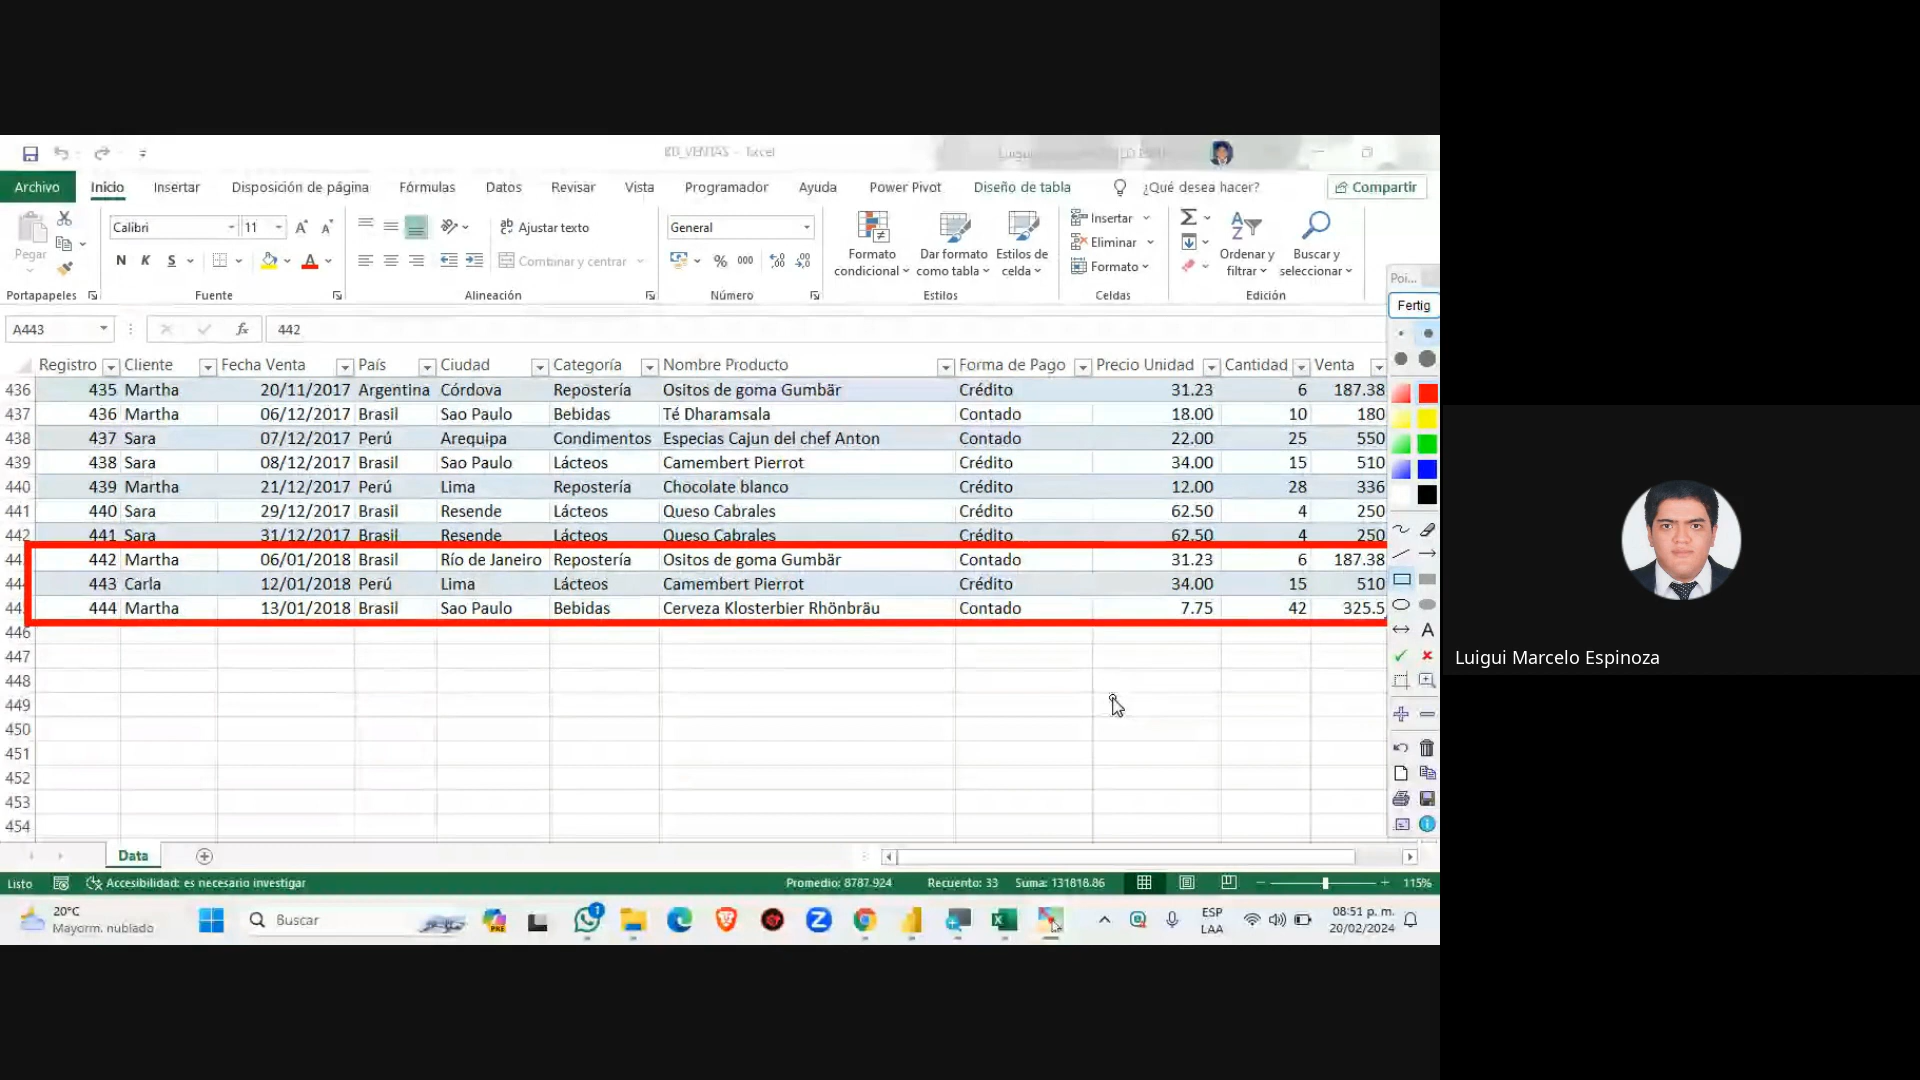 BD_VENTAS - Excel
Archivo Inicio Insertar Disposición de página Fórmulas Datos Revisar Vista Programador Ayuda Power Pivot Diseño de tabla ¿Qué desea hacer? Compartir
Pegar
Calibri 11
Ajustar texto
General
Formato condicional
Dar formato como tabla
Estilos de celda
Insertar
Eliminar
Formato
Ordenar y filtrar
Buscar y seleccionar
N K S
Combinar y centrar
% 000
Portapapeles Fuente Alineación Número Estilos Celdas Edición
Poi...
Fertig
A443 fx 442
Registro Cliente Fecha Venta País Ciudad Categoría Nombre Producto Forma de Pago Precio Unidad Cantidad Venta
436 435 Martha 20/11/2017 Argentina Córdova Repostería Ositos de goma Gumbär Crédito 31.23 6 187.38
437 436 Martha 06/12/2017 Brasil Sao Paulo Bebidas Té Dharamsala Contado 18.00 10 180
438 437 Sara 07/12/2017 Perú Arequipa Condimentos Especias Cajun del chef Anton Contado 22.00 25 550
439 438 Sara 08/12/2017 Brasil Sao Paulo Lácteos Camembert Pierrot Crédito 34.00 15 510
440 439 Martha 21/12/2017 Perú Lima Repostería Chocolate blanco Crédito 12.00 28 336
441 440 Sara 29/12/2017 Brasil Resende Lácteos Queso Cabrales Crédito 62.50 4 250
442 441 Sara 31/12/2017 Brasil Resende Lácteos Queso Cabrales Crédito 62.50 4 250
442 Martha 06/01/2018 Brasil Río de Janeiro Repostería Ositos de goma Gumbär Contado 31.23 6 187.38
443 Carla 12/01/2018 Perú Lima Lácteos Camembert Pierrot Crédito 34.00 15 510
444 Martha 13/01/2018 Brasil Sao Paulo Bebidas Cerveza Klosterbier Rhönbräu Contado 7.75 42 325.5
446
447
448
449
450
451
452
453
454
Luigui Marcelo Espinoza
Data
Listo Accesibilidad: es necesario investigar Promedio: 8787.924 Recuento: 33 Suma: 131818.86 115%
20°C
Mayorm. nublado
Buscar
ESP
LAA
08:51 p. m.
20/02/2024